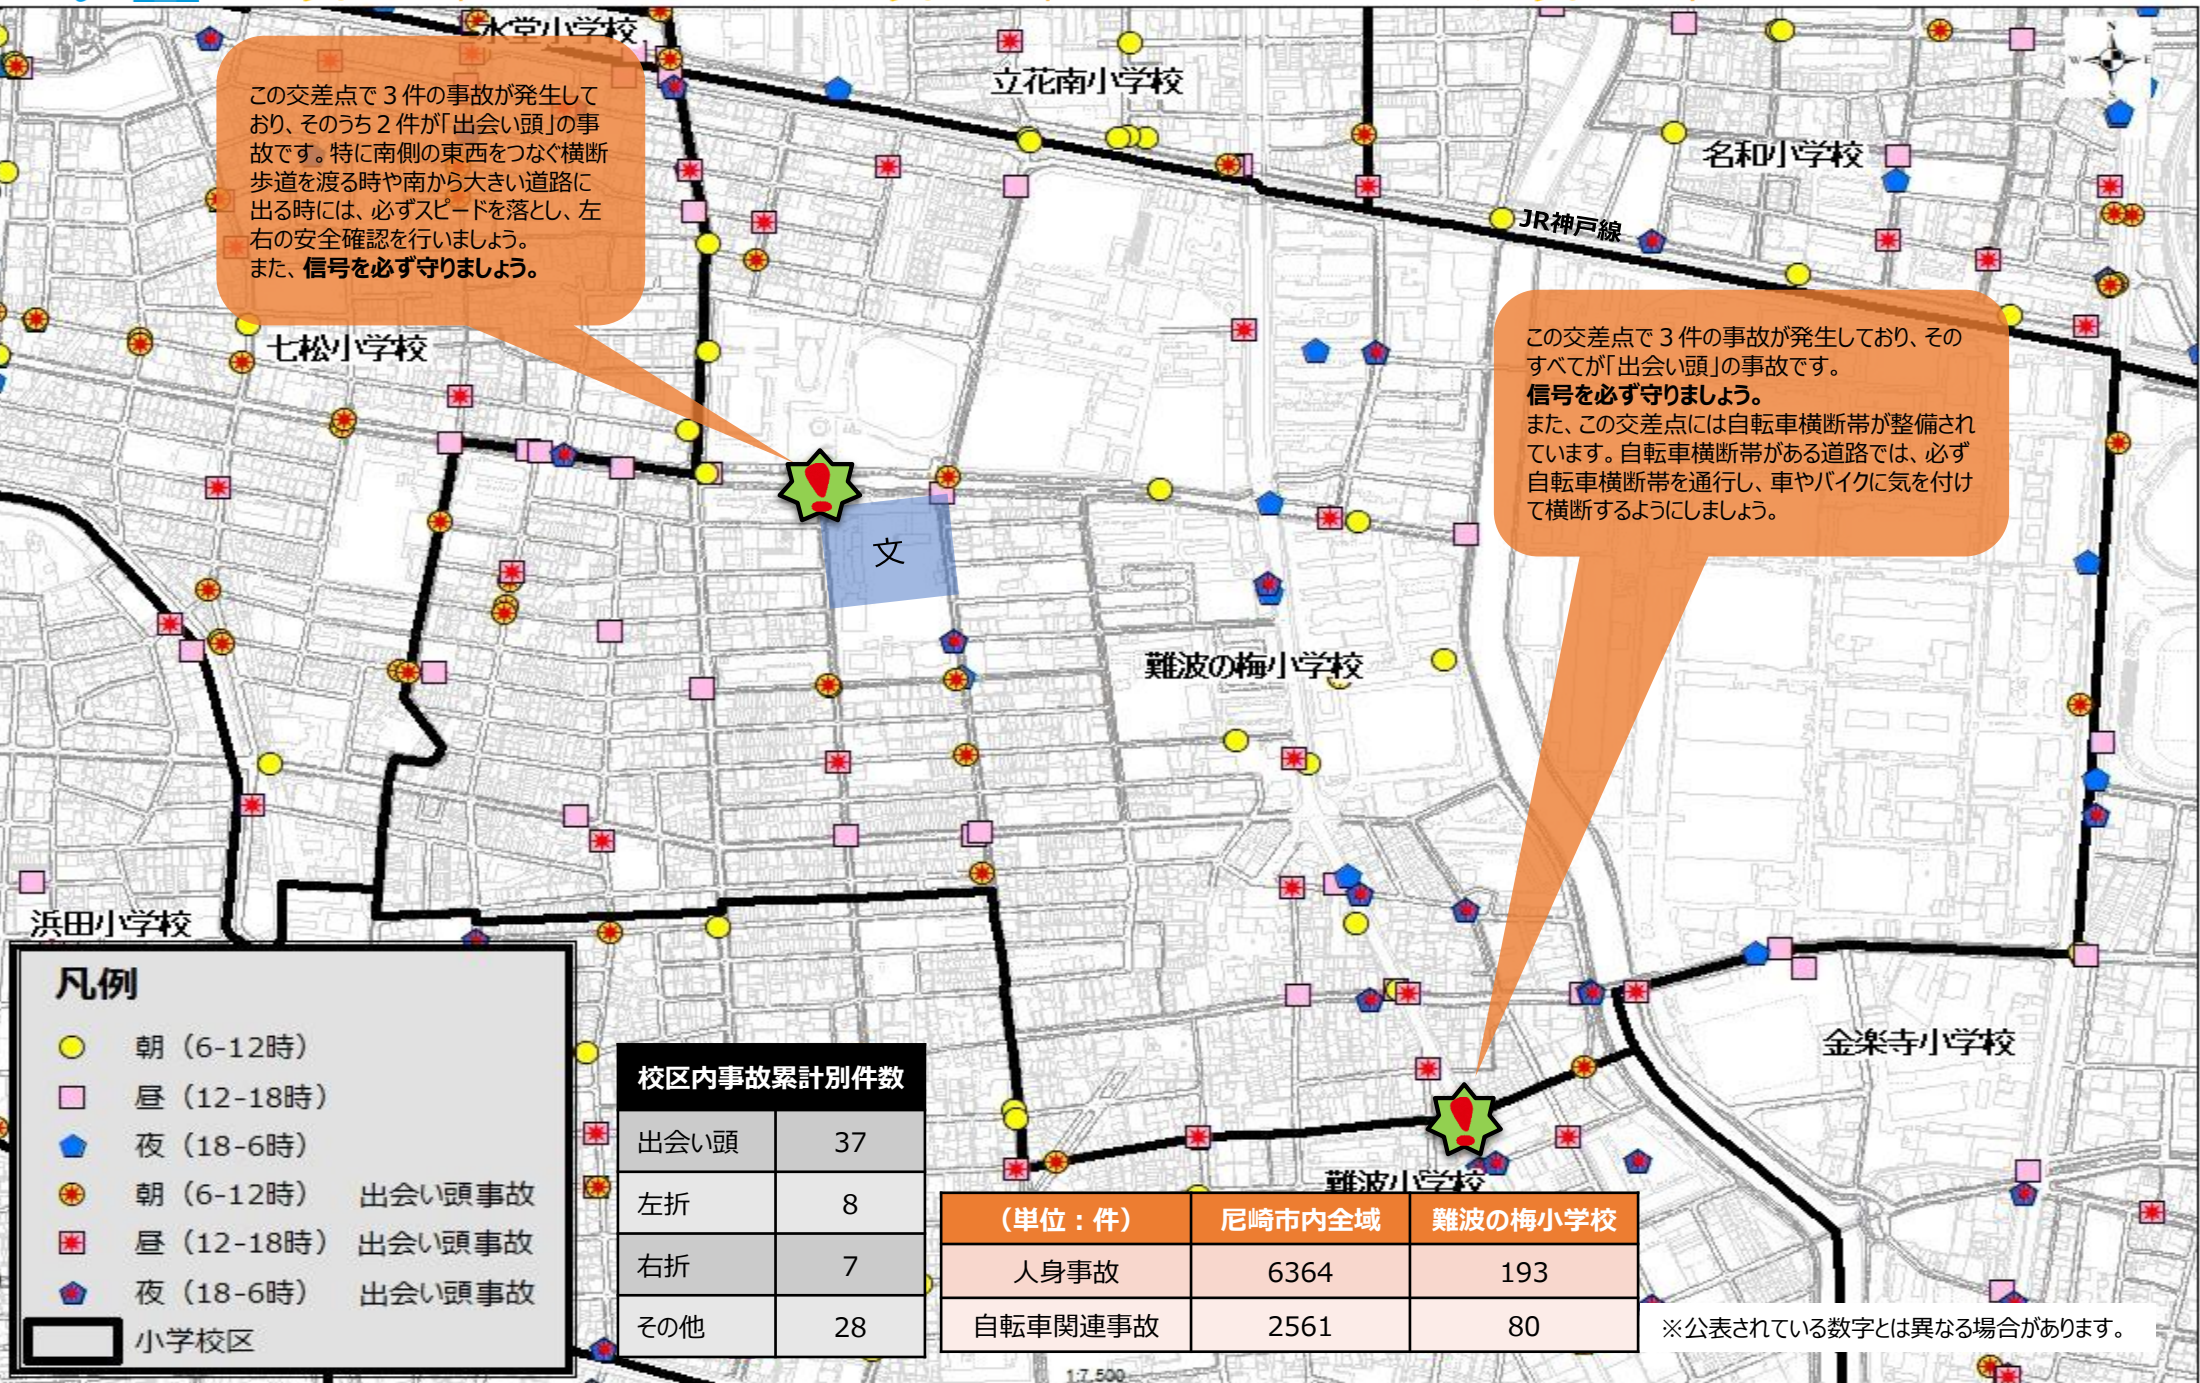 水堂小学校
立花南小学校
名和小学校
この交差点で3件の事故が発生して
おり、そのうち2件が「出会い頭」の事
故です。特に南側の東西をつなぐ横断
歩道を渡る時や南から大きい道路に
出る時には、必ずスピードを落とし、左
右の安全確認を行いましょう。
また、信号を必ず守りましょう。
N
W
E
S
JR神戸線
七松小学校
この交差点で3件の事故が発生しており、その
すべてが「出会い頭」の事故です。
信号を必ず守りましょう。
また、この交差点には自転車横断帯が整備され
ています。自転車横断帯がある道路では、必ず
自転車横断帯を通行し、車やバイクに気を付け
て横断するようにしましょう。
文
難波の梅小学校
浜田小学校
金楽寺小学校
難波小学校
凡例
朝（6-12時）
昼（12-18時）
夜（18-6時）
朝（6-12時） 出会い頭事故
昼（12-18時） 出会い頭事故
夜（18-6時） 出会い頭事故
小学校区
校区内事故累計別件数
出会い頭 37
左折 8
右折 7
その他 28
（単位：件） 尼崎市内全域 難波の梅小学校
人身事故 6364 193
自転車関連事故 2561 80
※公表されている数字とは異なる場合があります。
1:7,500